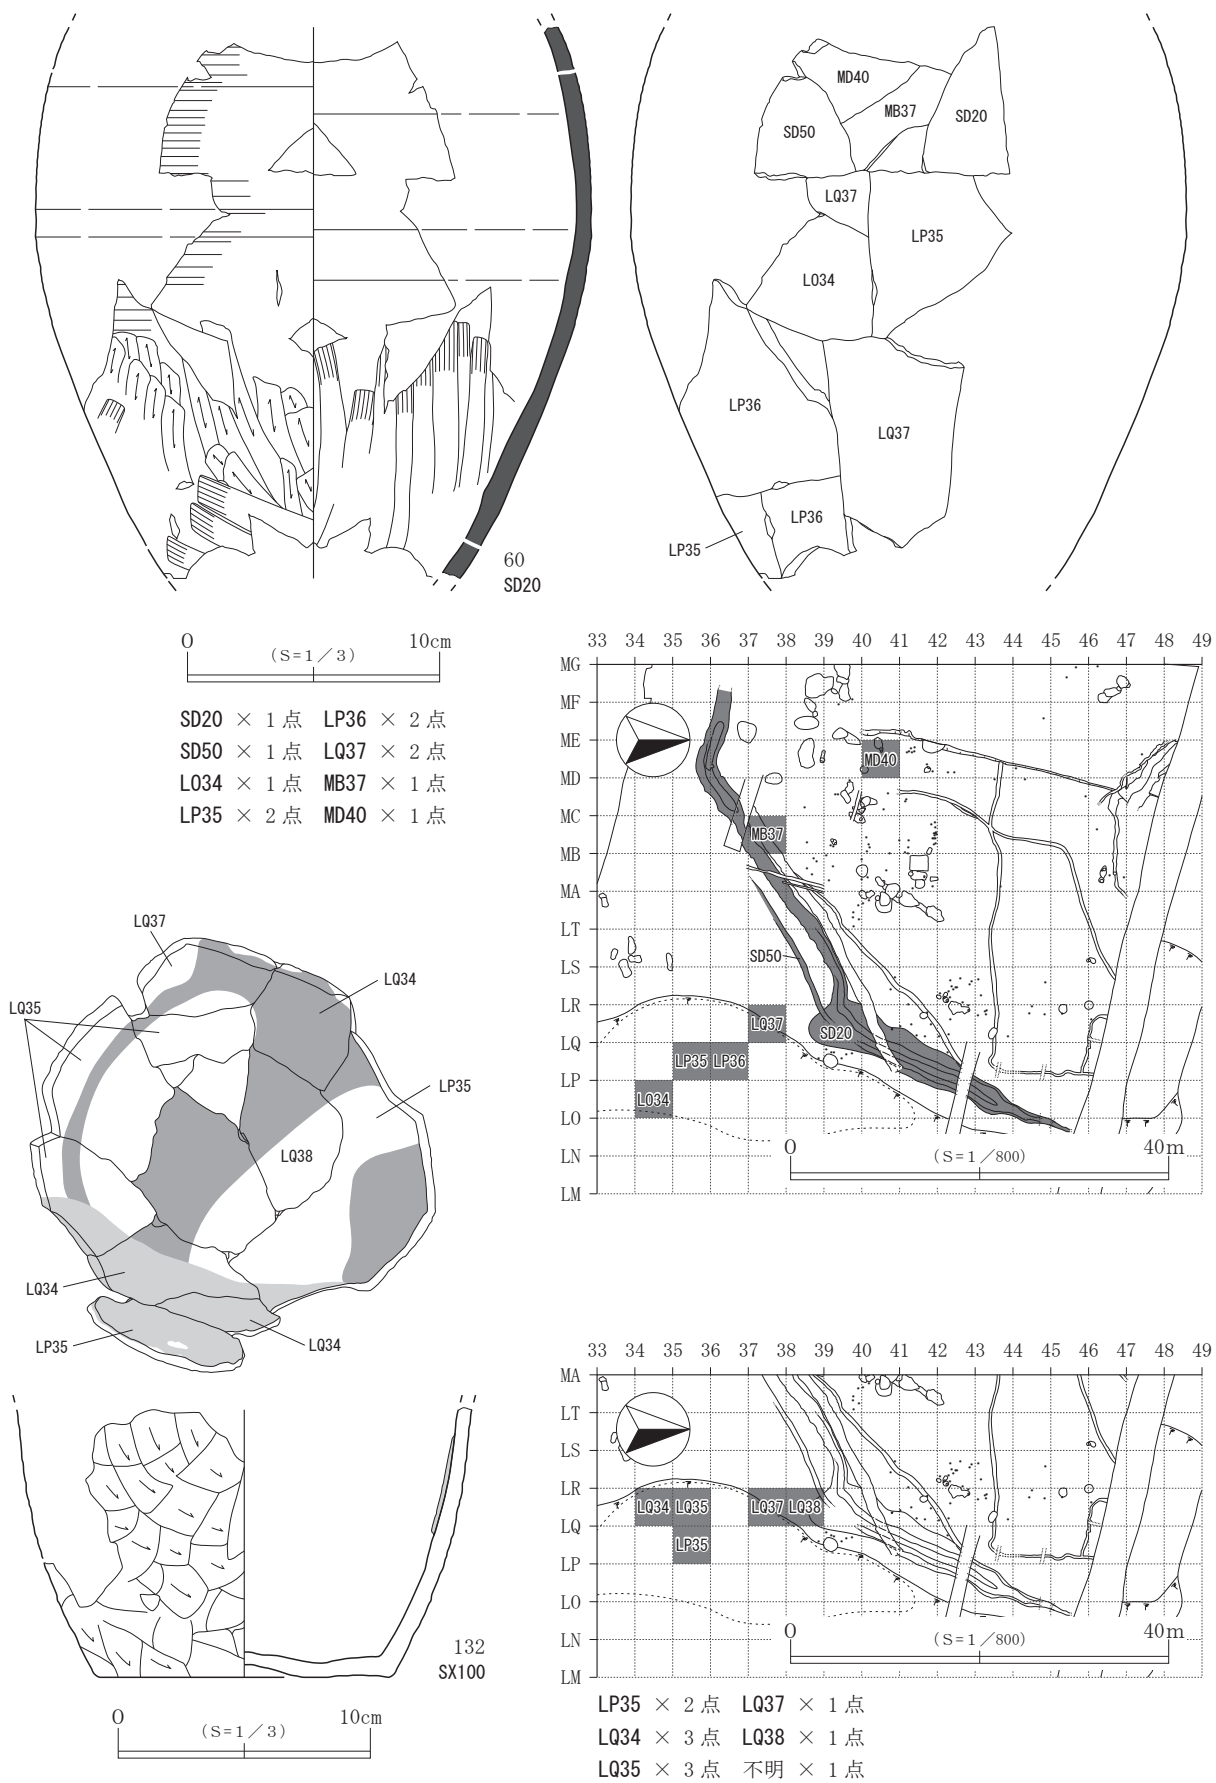 MD40
MB37
SD20
SD50
LQ37
LP35
LO34
LP36
LQ37
LP36
LP35
60
SD20
0 10cm
(S=1/3)
SD20 × 1点 LP36 × 2点
SD50 × 1点 LQ37 × 2点
LO34 × 1点 MB37 × 1点
LP35 × 2点 MD40 × 1点
33 34 35 36 37 38 39 40 41 42 43 44 45 46 47 48 49
MG
MF
ME
MD
MC
MB
MA
LT
LS
LR
LQ
LP
LO
LN
LM
MD40
MB37
SD50
LQ37
SD20
LP35 LP36
LO34
0 40m
(S=1/800)
LQ37
LQ34
LQ35
LP35
LQ38
LQ34
LQ34
LP35
132
SX100
0 10cm
(S=1/3)
33 34 35 36 37 38 39 40 41 42 43 44 45 46 47 48 49
MA
LT
LS
LR
LQ
LP
LO
LN
LM
LQ34 LQ35 LQ37 LQ38
LP35
0 40m
(S=1/800)
LP35 × 2点 LQ37 × 1点
LQ34 × 3点 LQ38 × 1点
LQ35 × 3点 不明 × 1点